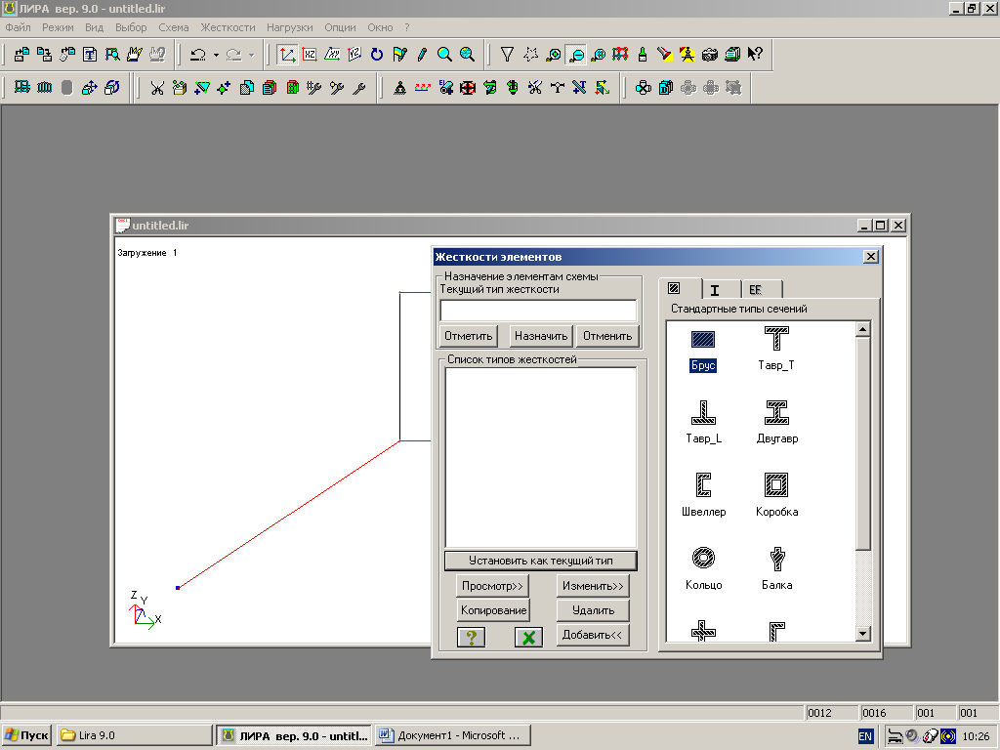 ЛИРА вер. 9.0 - untitled.lir
Файл Режим Вид Выбор Схема Жесткости Нагрузки Опции Окно ?
untitled.lir
Загружение 1
Z
Y
X
Жесткости элементов
Назначение элементам схемы
Текущий тип жесткости
Отметить Назначить Отменить
Список типов жесткостей
Установить как текущий тип
Просмотр>> Изменить>>
Копирование Удалить
Добавить<<
Стандартные типы сечений
Брус Тавр_T
Тавр_L Двутавр
Швеллер Коробка
Кольцо Балка
0012 0016 001 001
Пуск Lira 9.0 ЛИРА вер. 9.0 - untitl... Документ1 - Microsoft ... EN 10:26